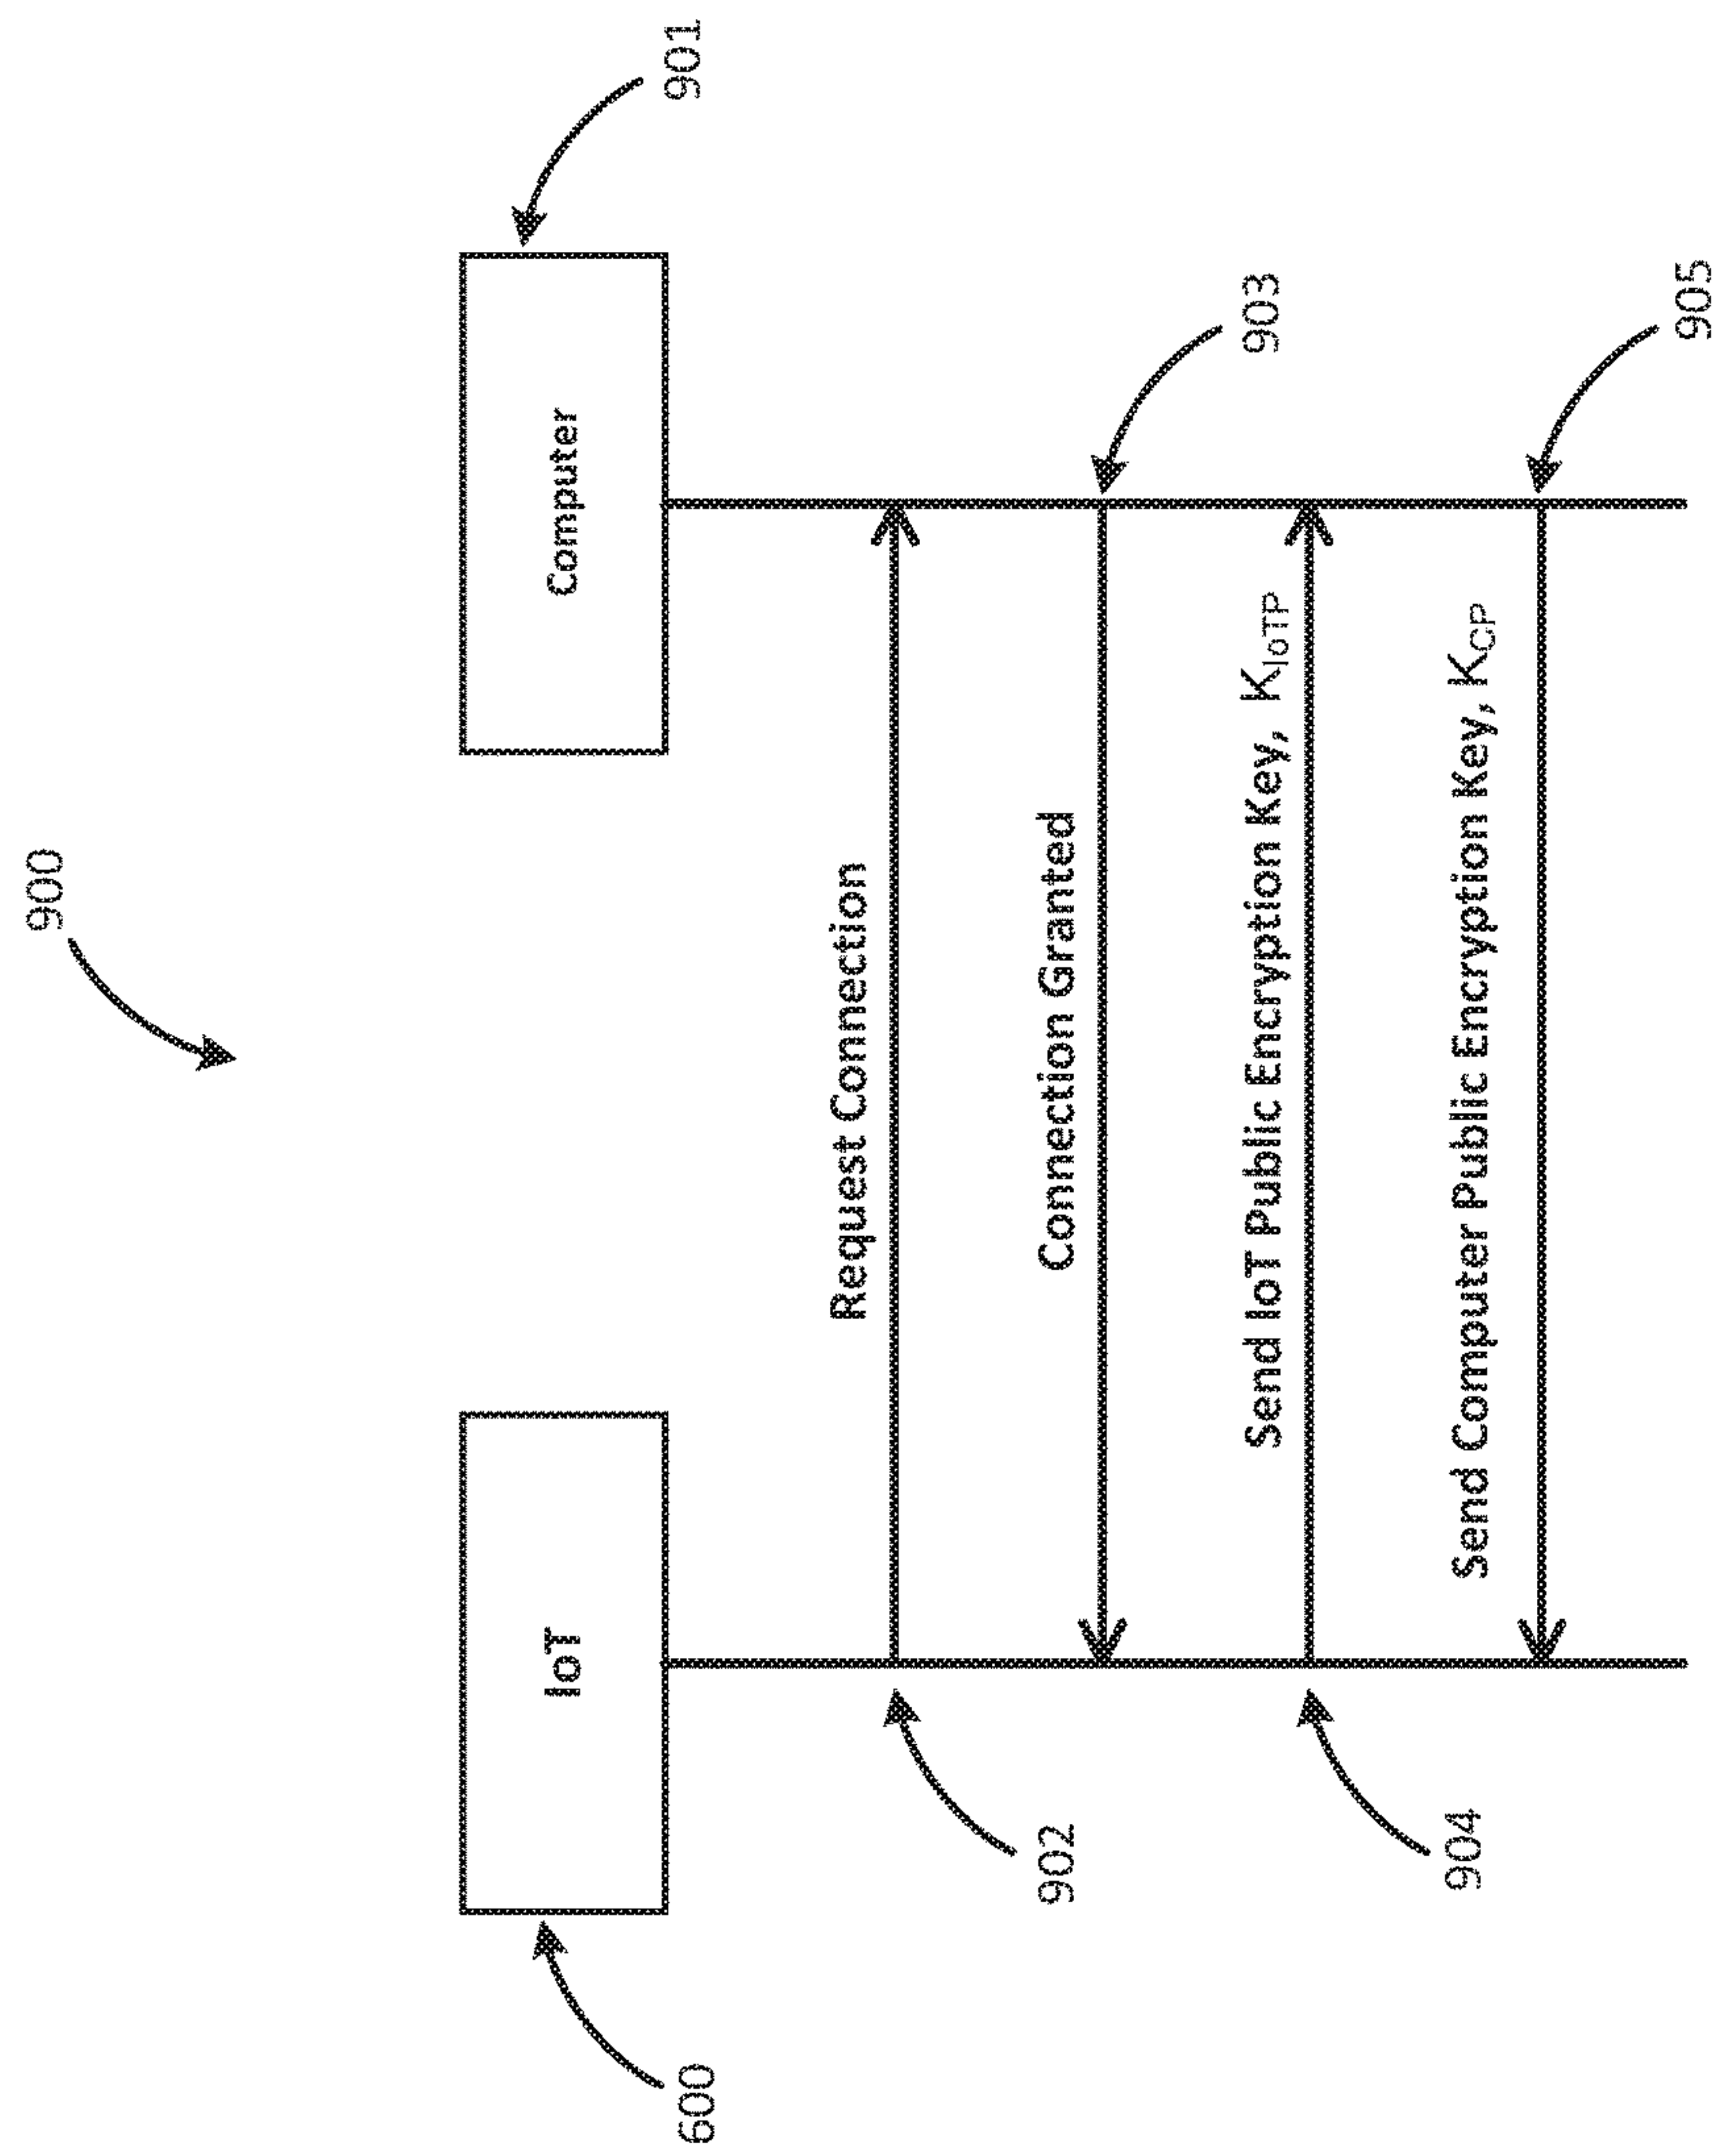 900
600
IoT
Computer
901
Request Connection
902
Connection Granted
903
Send IoT Public Encryption Key, K_IoTP
904
Send Computer Public Encryption Key, K_CP
905